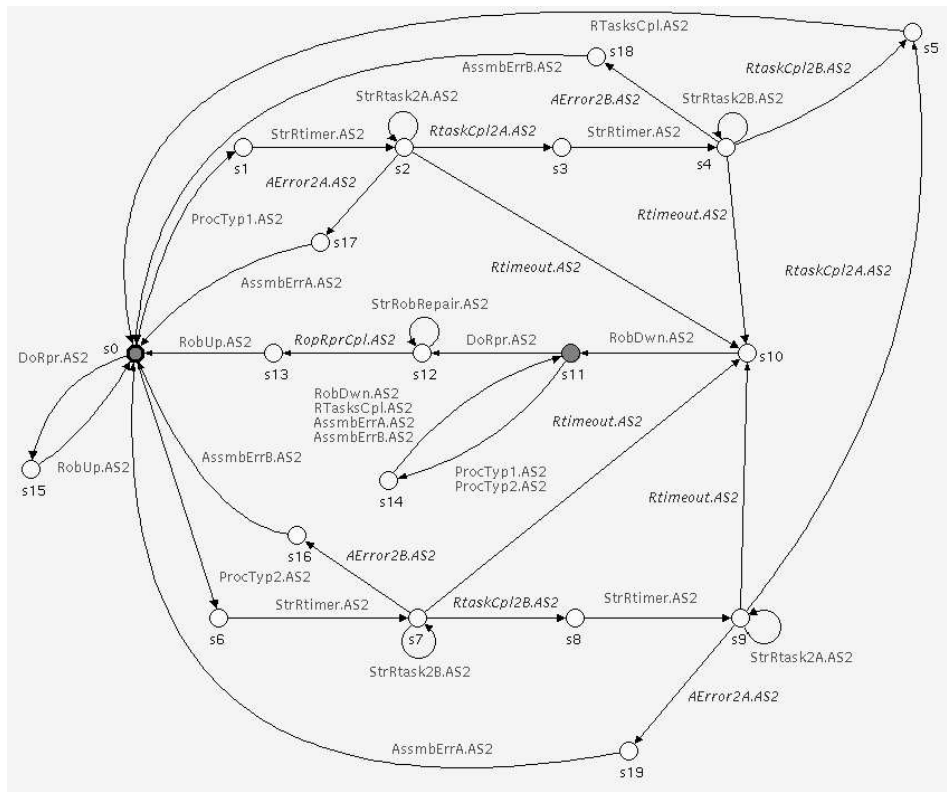 RTasksCpl.AS2
s5
s18
AssmbErrB.AS2
RtaskCpl2B.AS2
StrRtask2A.AS2
AError2B.AS2
StrRtask2B.AS2
StrRtimer.AS2
RtaskCpl2A.AS2
StrRtimer.AS2
s1
s2
s3
s4
AError2A.AS2
ProcTyp1.AS2
Rtimeout.AS2
s17
Rtimeout.AS2
RtaskCpl2A.AS2
AssmbErrA.AS2
StrRobRepair.AS2
s0
RobUp.AS2
RopRprCpl.AS2
DoRpr.AS2
RobDwn.AS2
DoRpr.AS2
s13
s12
s11
s10
RobDwn.AS2
RTasksCpl.AS2
AssmbErrA.AS2
AssmbErrB.AS2
Rtimeout.AS2
AssmbErrB.AS2
RobUp.AS2
s15
s14
ProcTyp1.AS2
ProcTyp2.AS2
Rtimeout.AS2
s16
AError2B.AS2
ProcTyp2.AS2
StrRtimer.AS2
RtaskCpl2B.AS2
StrRtimer.AS2
s6
s7
s8
s9
StrRtask2B.AS2
StrRtask2A.AS2
AError2A.AS2
AssmbErrA.AS2
s19